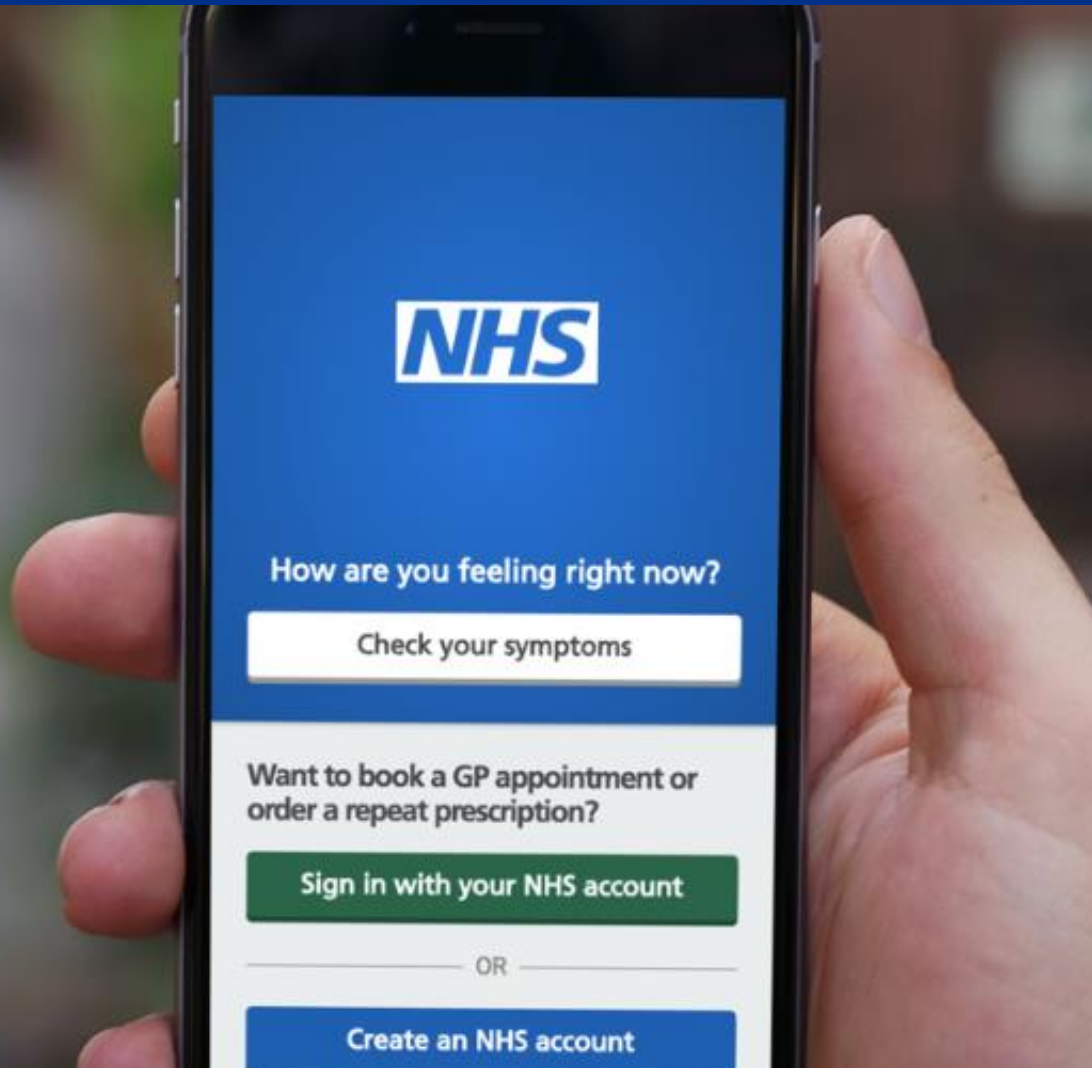 NHS
How are you feeling right now?
Check your symptoms
Want to book a GP appointment or
order a repeat prescription?
Sign in with your NHS account
OR
Create an NHS account